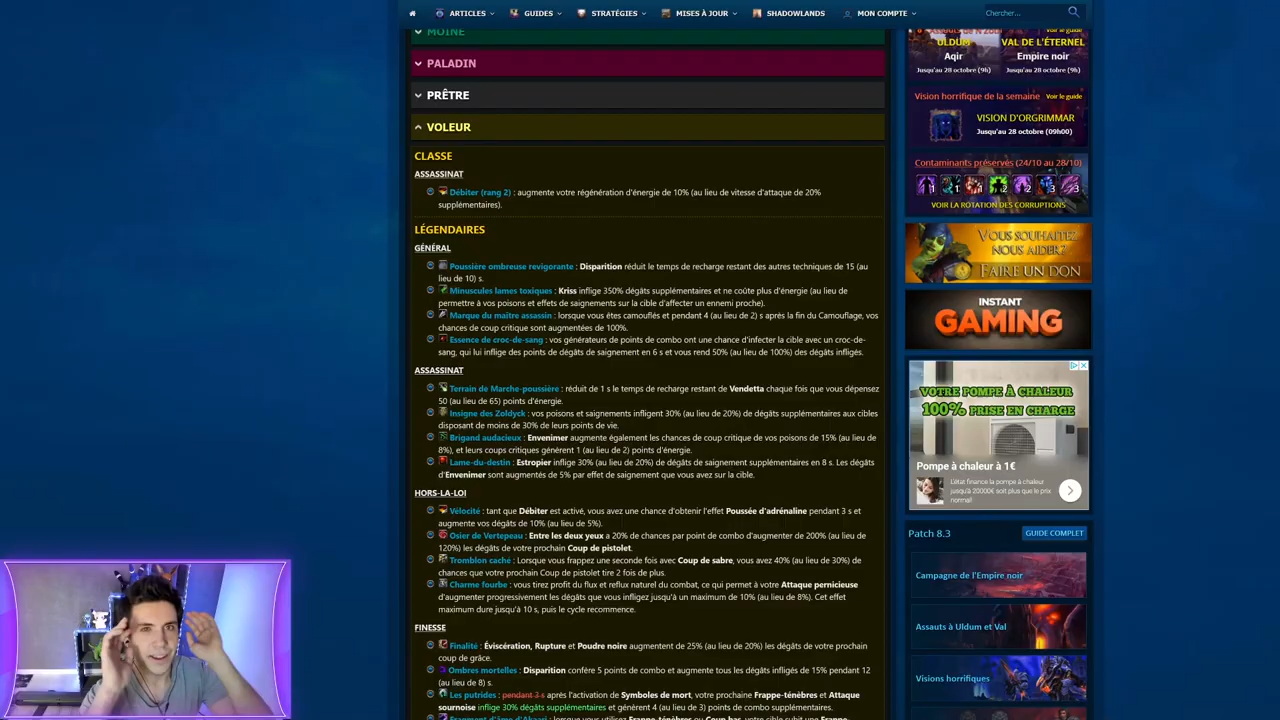 ARTICLES
GUIDES
STRATÉGIES
MISES À JOUR
SHADOWLANDS
MON COMPTE
Chercher...
MOINE
PALADIN
PRÊTRE
VOLEUR
CLASSE
ASSASSINAT
Débiter (rang 2) : augmente votre régénération d'énergie de 10% (au lieu de vitesse d'attaque de 20%
supplémentaires).
LÉGENDAIRES
GÉNÉRAL
Poussière ombreuse revigorante : Disparition réduit le temps de recharge restant des autres techniques de 15 (au
lieu de 10) s.
Minuscules lames toxiques : Kriss inflige 350% dégâts supplémentaires et ne coûte plus d'énergie (au lieu de
permettre à vos poisons et effets de saignements sur la cible d'affecter un ennemi proche).
Marque du maître assassin : lorsque vous êtes camouflés et pendant 4 (au lieu de 2) s après la fin du Camouflage, vos
chances de coup critique sont augmentées de 100%.
Essence de croc-de-sang : vos générateurs de points de combo ont une chance d'infecter la cible avec un croc-de-
sang, qui lui inflige des points de dégâts de saignement en 6 s et vous rend 50% (au lieu de 100%) des dégâts infligés.
ASSASSINAT
Terrain de Marche-poussière : réduit de 1 s le temps de recharge restant de Vendetta chaque fois que vous dépensez
50 (au lieu de 65) points d'énergie.
Insigne des Zoldyck : vos poisons et saignements infligent 30% (au lieu de 20%) de dégâts supplémentaires aux cibles
disposant de moins de 30% de leurs points de vie.
Brigand audacieux : Envenimer augmente également les chances de coup critique de vos poisons de 15% (au lieu de
8%), et leurs coups critiques génèrent 1 (au lieu de 2) points d'énergie.
Lame-du-destin : Estropier inflige 30% (au lieu de 20%) de dégâts de saignement supplémentaires en 8 s. Les dégâts
d'Envenimer sont augmentés de 5% par effet de saignement que vous avez sur la cible.
HORS-LA-LOI
Vélocité : tant que Débiter est activé, vous avez une chance d'obtenir l'effet Poussée d'adrénaline pendant 3 s et
augmente vos dégâts de 10% (au lieu de 5%).
Osier de Vertepeau : Entre les deux yeux a 20% de chances par point de combo d'augmenter de 200% (au lieu de
120%) les dégâts de votre prochain Coup de pistolet.
Tromblon caché : Lorsque vous frappez une seconde fois avec Coup de sabre, vous avez 40% (au lieu de 30%) de
chances que votre prochain Coup de pistolet tire 2 fois de plus.
Charme fourbe : vous tirez profit du flux et reflux naturel du combat, ce qui permet à votre Attaque pernicieuse
d'augmenter progressivement les dégâts que vous infligez jusqu'à un maximum de 10% (au lieu de 8%). Cet effet
maximum dure jusqu'à 10 s, puis le cycle recommence.
FINESSE
Finalité : Éviscération, Rupture et Poudre noire augmentent de 25% (au lieu de 20%) les dégâts de votre prochain
coup de grâce.
Ombres mortelles : Disparition confère 5 points de combo et augmente tous les dégâts infligés de 15% pendant 12
(au lieu de 8) s.
Les putrides : pendant 3 s après l'activation de Symboles de mort, votre prochaine Frappe-ténèbres et Attaque
sournoise inflige 30% dégâts supplémentaires et génèrent 4 (au lieu de 3) points de combo supplémentaires.
Voir le guide
ULDUM
VAL DE L'ÉTERNEL
Aqir
Empire noir
Jusqu'au 28 octobre (9h)
Jusqu'au 28 octobre (9h)
Vision horrifique de la semaine
Voir le guide
VISION D'ORGRIMMAR
Jusqu'au 28 octobre (09h00)
Contaminants préservés (24/10 au 28/10)
1 1 1 2 2 3 3
VOIR LA ROTATION DES CORRUPTIONS
VOUS SOUHAITEZ
NOUS AIDER?
FAIRE UN DON
INSTANT
GAMING
VOTRE POMPE À CHALEUR
100% PRISE EN CHARGE
Pompe à chaleur à 1€
L'état finance la pompe à chaleur
jusqu'à 20000€ soit plus que le prix
normal!
Patch 8.3
GUIDE COMPLET
Campagne de l'Empire noir
Assauts à Uldum et Val
Visions horrifiques